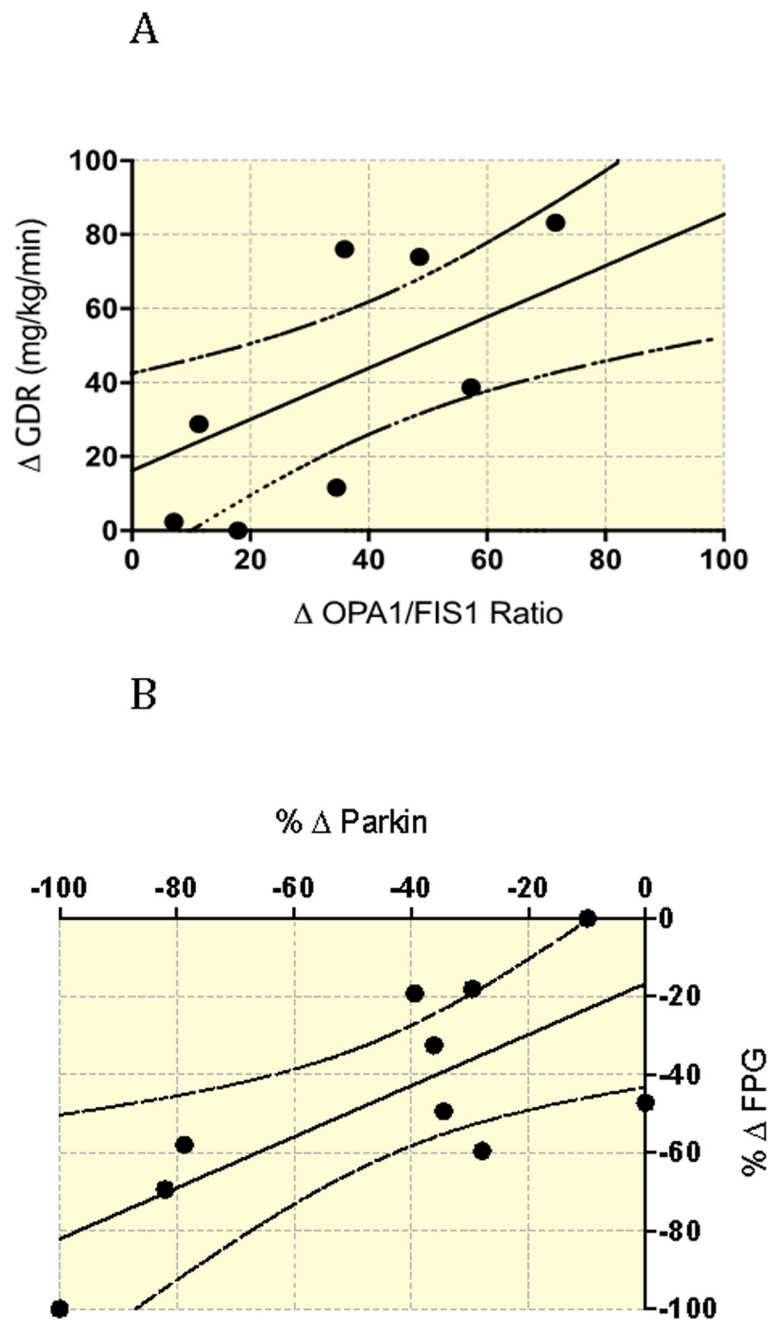 A
100
80
60
40
20
0
Δ GDR (mg/kg/min)
0 20 40 60 80 100
Δ OPA1/FIS1 Ratio
B
% Δ Parkin
-100 -80 -60 -40 -20 0
0
-20
-40
-60
-80
-100
% Δ FPG